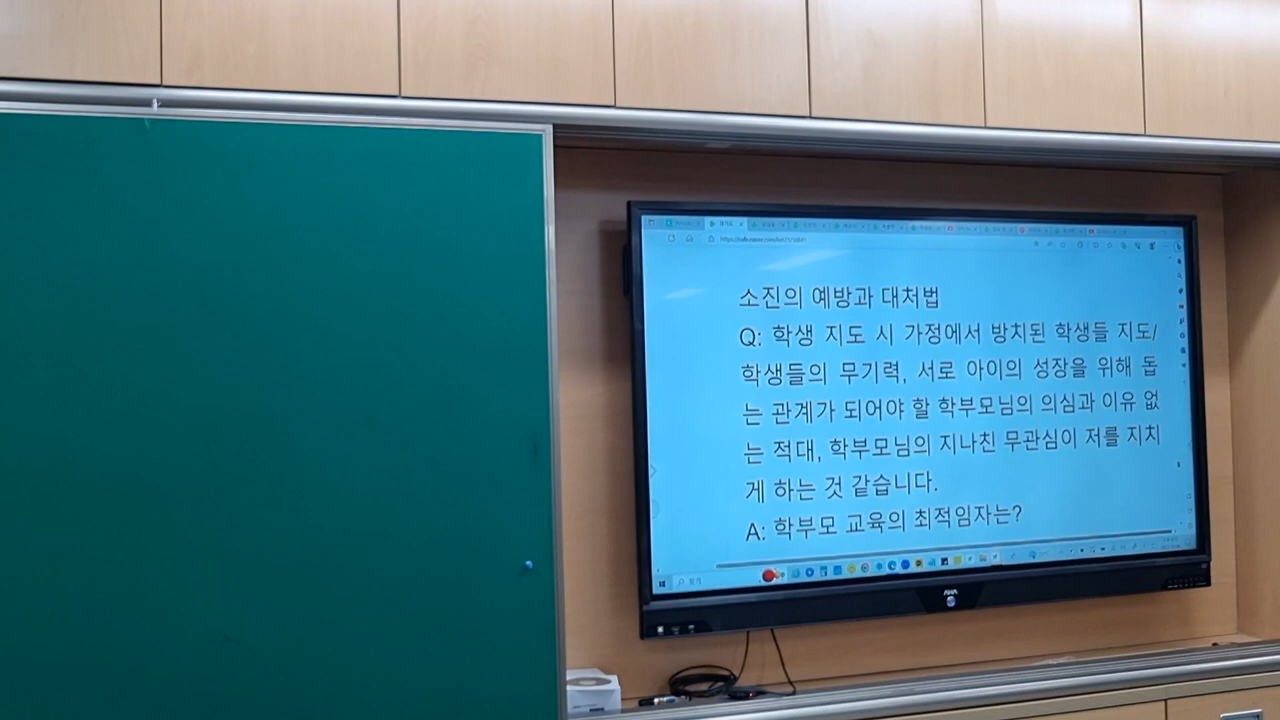 소진의 예방과 대처법
Q: 학생 지도 시 가정에서 방치된 학생들 지도/
학생들의 무기력, 서로 아이의 성장을 위해 돕
는 관계가 되어야 할 학부모님의 의심과 이유 없
는 적대, 학부모님의 지나친 무관심이 저를 지치
게 하는 것 같습니다.
A: 학부모 교육의 최적임자는?
찾기
AHA